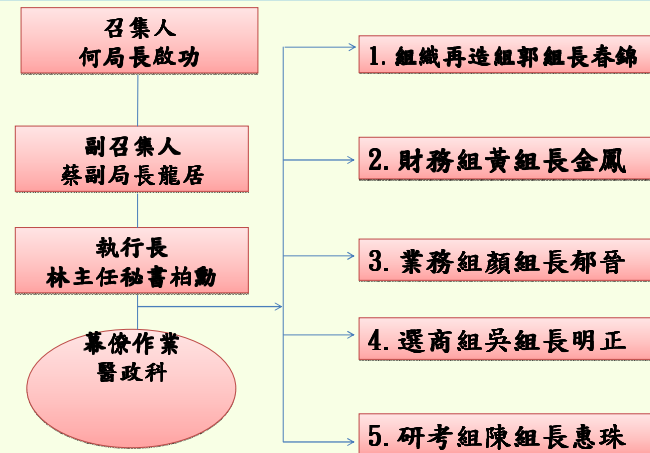 召集人
何局長啟功
副召集人
蔡副局長龍居
執行長
林主任秘書柏勳
幕僚作業
醫政科
1.組織再造組郭組長春錦
2.財務組黃組長金鳳
3.業務組顏組長郁晉
4.選商組吳組長明正
5.研考組陳組長惠珠